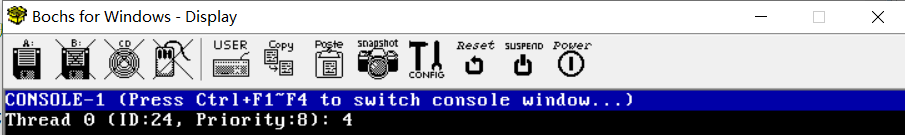 Bochs for Windows - Display
A: B: CD USER Copy Paste snapshot CONFIG Reset SUSPEND Power
CONSOLE-1 (Press Ctrl+F1~F4 to switch console window...)
Thread 0 (ID:24, Priority:8): 4